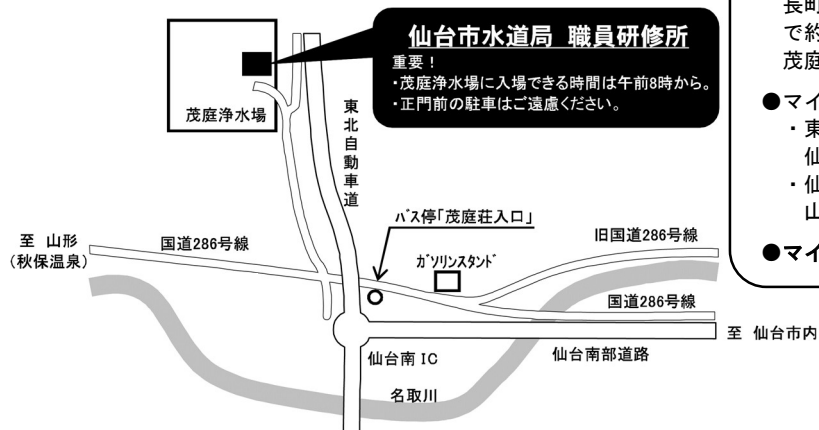 仙台市水道局 職員研修所
重要！
・茂庭浄水場に入場できる時間は午前8時から。
・正門前の駐車はご遠慮ください。
茂庭浄水場
東北自動車道
バス停「茂庭荘入口」
至 山形
(秋保温泉)
国道286号線
ガソリンスタンド
旧国道286号線
国道286号線
至 仙台市内
仙台南 IC
仙台南部道路
名取川
長町
で約
茂庭
●マイ
・東
仙
・仙
山
●マイ